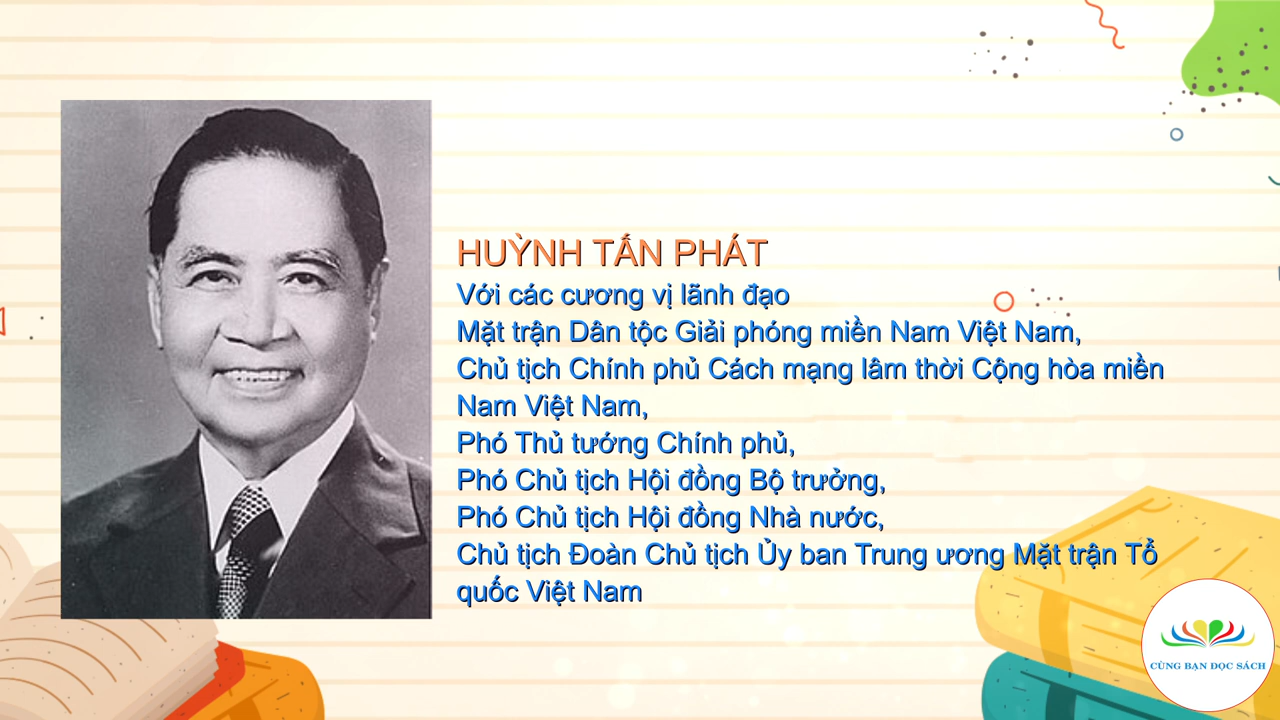 HUỲNH TẤN PHÁT
Với các cương vị lãnh đạo
Mặt trận Dân tộc Giải phóng miền Nam Việt Nam,
Chủ tịch Chính phủ Cách mạng lâm thời Cộng hòa miền
Nam Việt Nam,
Phó Thủ tướng Chính phủ,
Phó Chủ tịch Hội đồng Bộ trưởng,
Phó Chủ tịch Hội đồng Nhà nước,
Chủ tịch Đoàn Chủ tịch Ủy ban Trung ương Mặt trận Tổ
quốc Việt Nam
CÙNG BẠN ĐỌC SÁCH